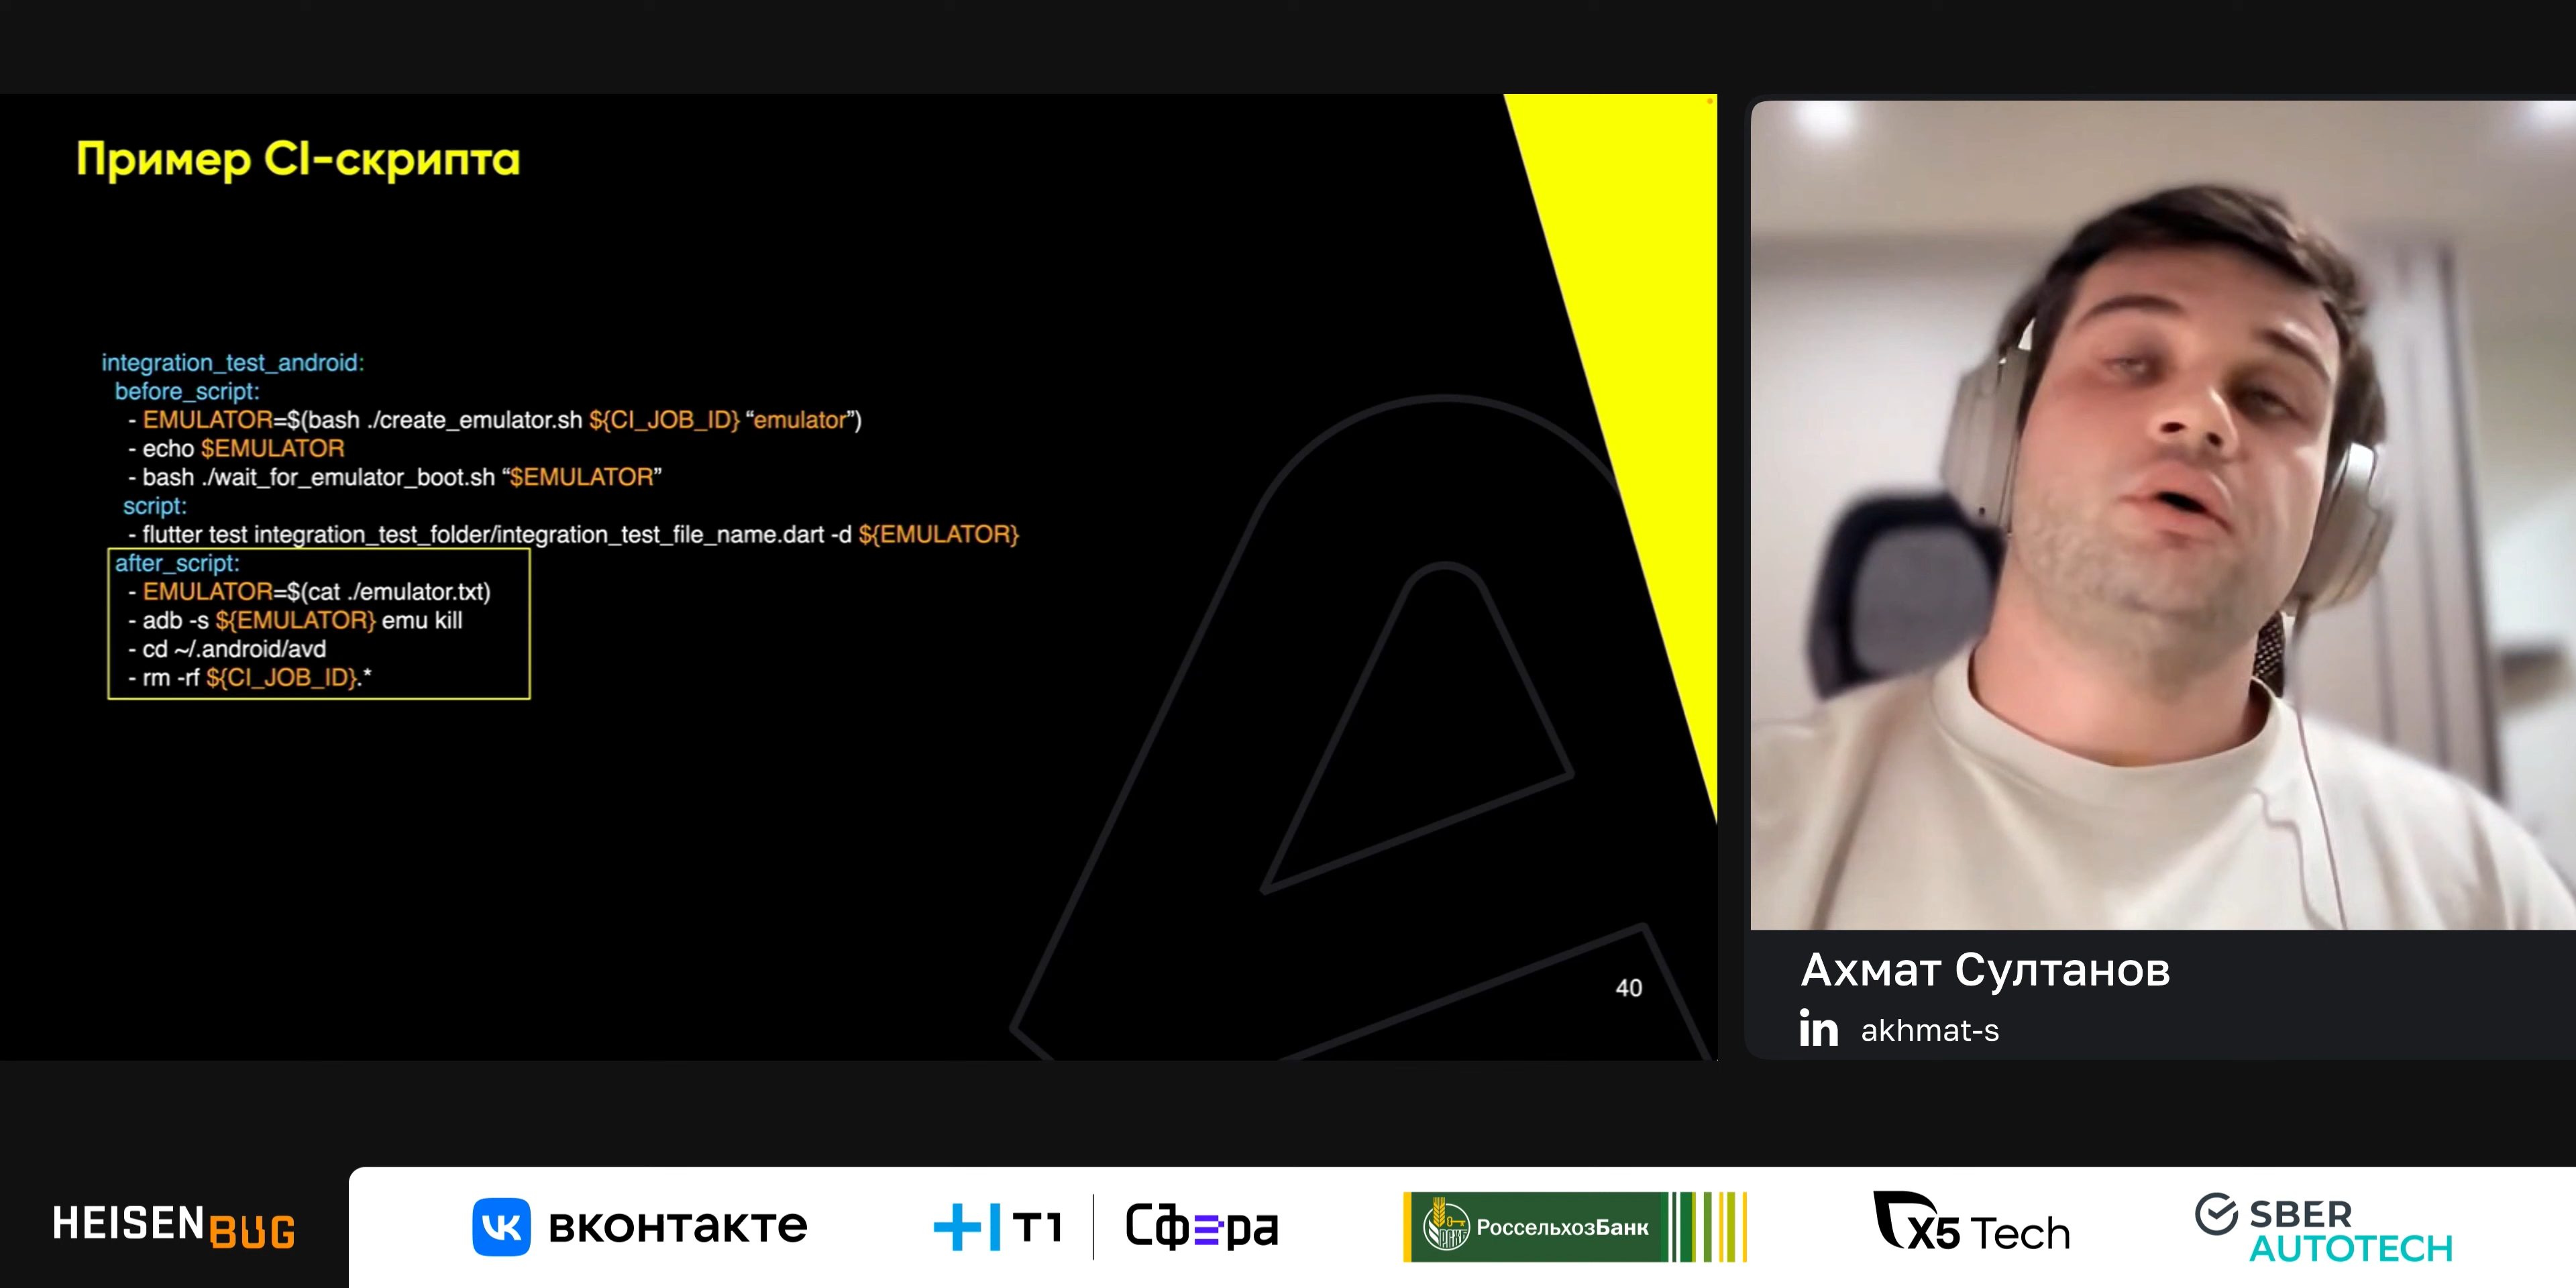 Пример CI-скрипта
integration_test_android:
before_script:
- EMULATOR=$(bash ./create_emulator.sh ${CI_JOB_ID} “emulator”)
- echo $EMULATOR
- bash ./wait_for_emulator_boot.sh “$EMULATOR”
script:
- flutter test integration_test_folder/integration_test_file_name.dart -d ${EMULATOR}
after_script:
- EMULATOR=$(cat ./emulator.txt)
- adb -s ${EMULATOR} emu kill
- cd ~/.android/avd
- rm -rf ${CI_JOB_ID}.*
40
Ахмат Султанов
in akhmat-s
HEISENBUG
вконтакте
T1
Сфера
РоссельхозБанк
X5 Tech
SBER
AUTOTECH